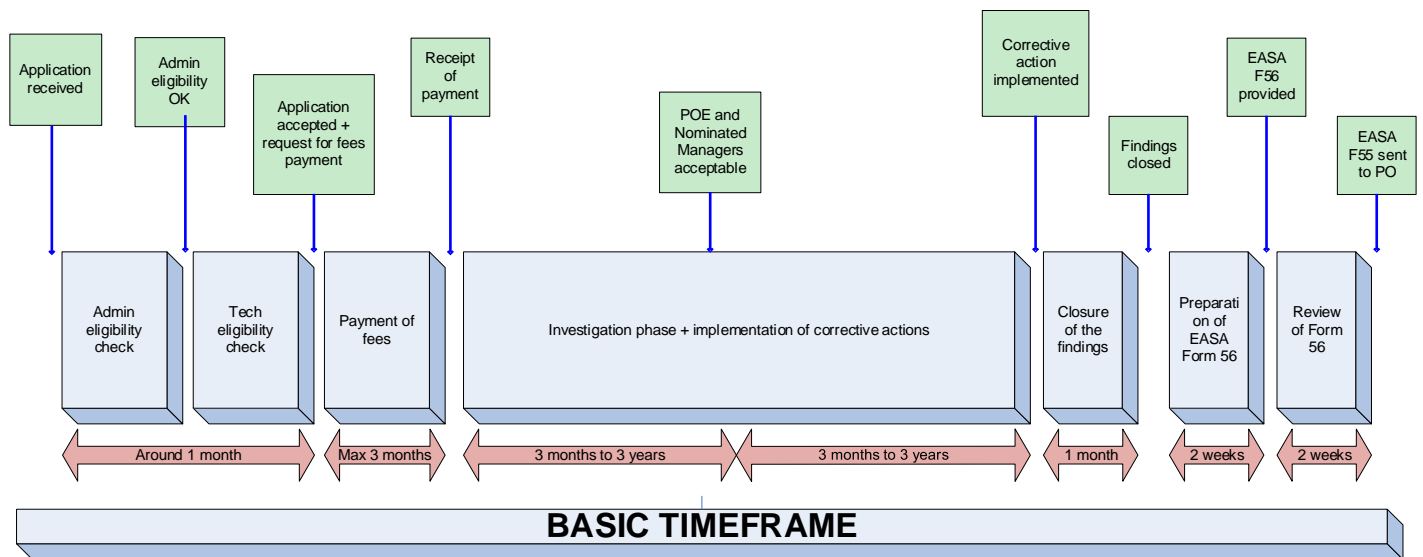 Application
received
Admin
eligibility
OK
Application
accepted +
request for fees
payment
Receipt
of
payment
POE and
Nominated
Managers
acceptable
Corrective
action
implemented
Findings
closed
EASA
F56
provided
EASA
F55 sent
to PO
Admin
eligibility
check
Tech
eligibility
check
Payment of
fees
Investigation phase + implementation of corrective actions
Closure
of the
findings
Preparati
on of
EASA
Form 56
Review
of Form
56
Around 1 month
Max 3 months
3 months to 3 years
3 months to 3 years
1 month
2 weeks
2 weeks
BASIC TIMEFRAME